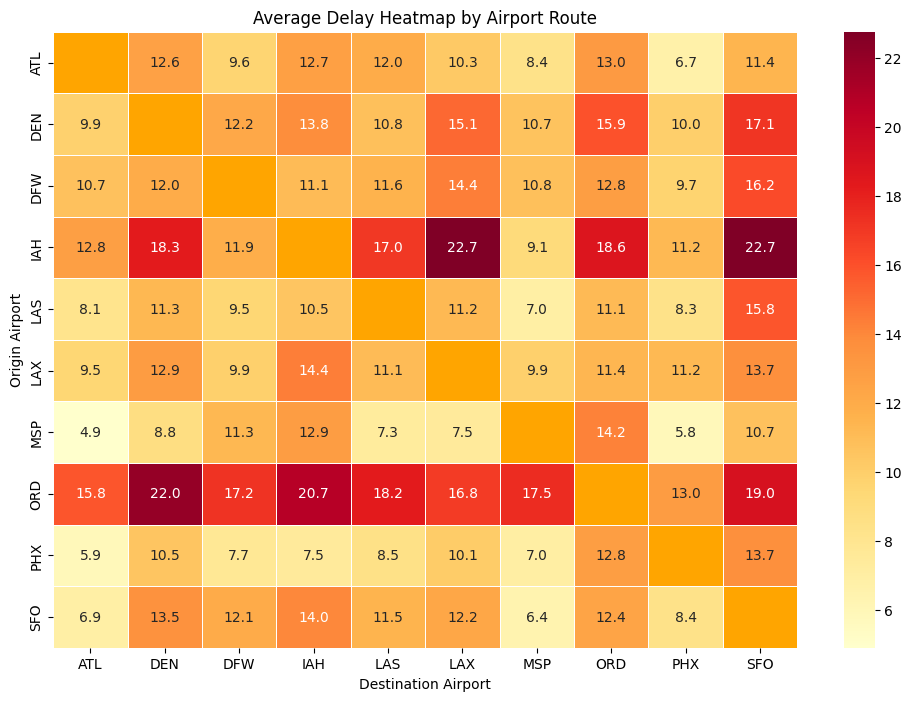 Average Delay Heatmap by Airport Route
Origin Airport
ATL 12.6 9.6 12.7 12.0 10.3 8.4 13.0 6.7 11.4
DEN 9.9 12.2 13.8 10.8 15.1 10.7 15.9 10.0 17.1
DFW 10.7 12.0 11.1 11.6 14.4 10.8 12.8 9.7 16.2
IAH 12.8 18.3 11.9 17.0 22.7 9.1 18.6 11.2 22.7
LAS 8.1 11.3 9.5 10.5 11.2 7.0 11.1 8.3 15.8
LAX 9.5 12.9 9.9 14.4 11.1 9.9 11.4 11.2 13.7
MSP 4.9 8.8 11.3 12.9 7.3 7.5 14.2 5.8 10.7
ORD 15.8 22.0 17.2 20.7 18.2 16.8 17.5 13.0 19.0
PHX 5.9 10.5 7.7 7.5 8.5 10.1 7.0 12.8 13.7
SFO 6.9 13.5 12.1 14.0 11.5 12.2 6.4 12.4 8.4
ATL DEN DFW IAH LAS LAX MSP ORD PHX SFO
Destination Airport
22
20
18
16
14
12
10
8
6